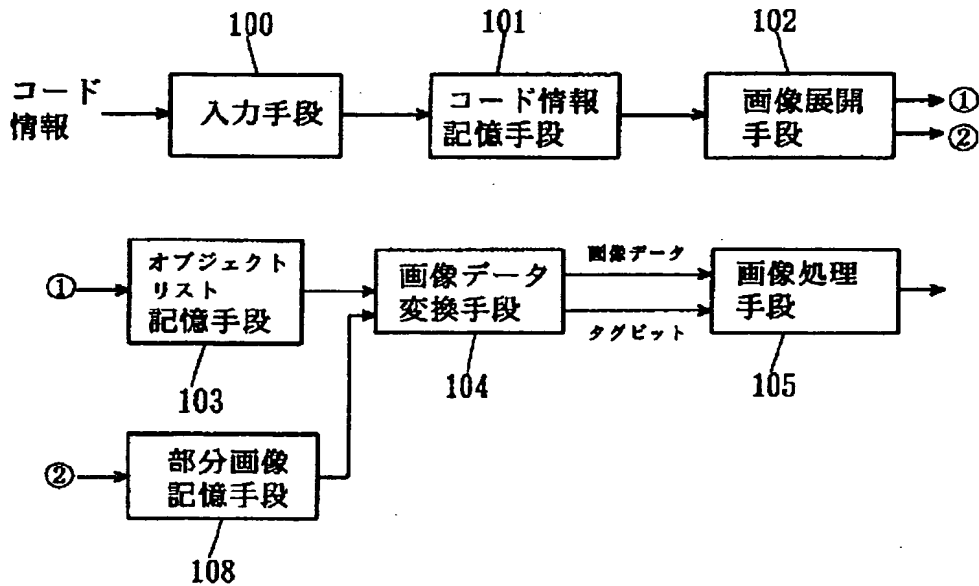 100
101
102
コード
情報
入力手段
コード情報
記憶手段
画像展開
手段
①
②
①
オブジェクト
リスト
記憶手段
画像データ
変換手段
画像データ
タグビット
画像処理
手段
103
104
105
②
部分画像
記憶手段
108